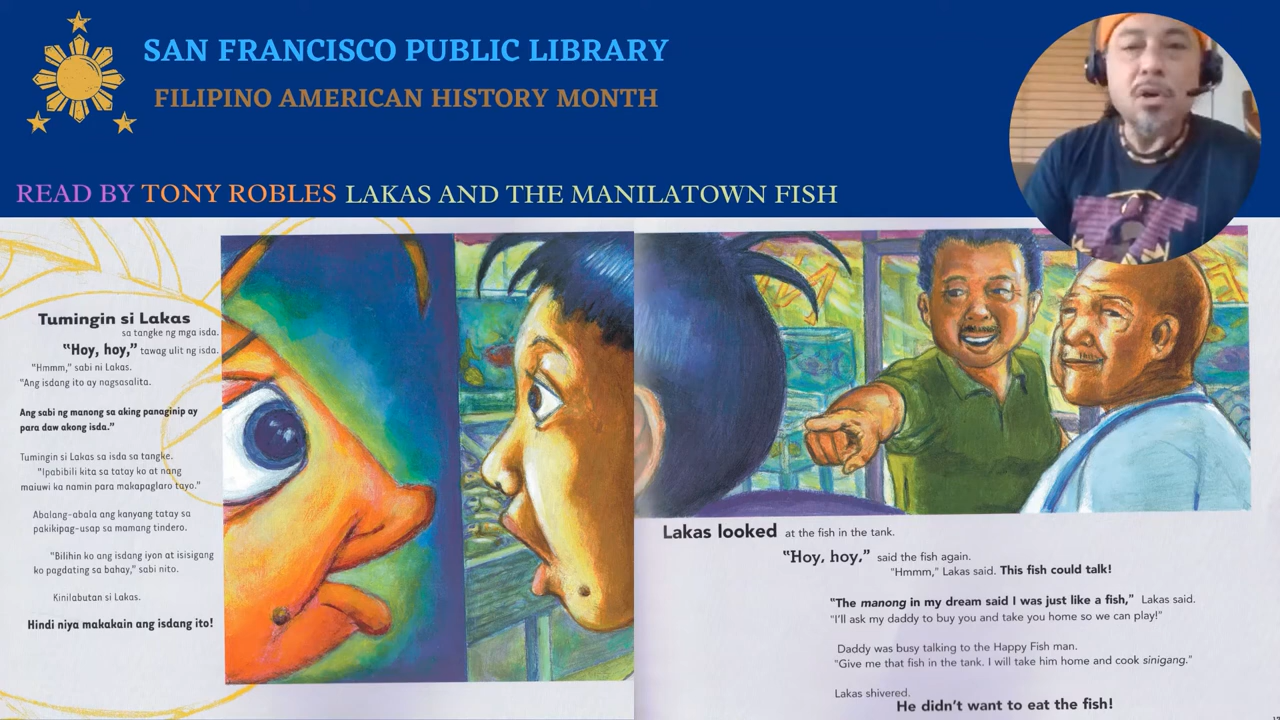 SAN FRANCISCO PUBLIC LIBRARY
FILIPINO AMERICAN HISTORY MONTH
READ BY TONY ROBLES LAKAS AND THE MANILATOWN FISH
Tumingin si Lakas
sa tangke ng mga isda.
"Hoy, hoy," tawag ulit ng isda.
"Hmmm," sabi ni Lakas.
"Ang isdang ito ay nagsasalita.
Ang sabi ng manong sa aking panaginip ay
para daw akong isda."
Tumingin si Lakas sa isda sa tangke.
"Ipabibili kita sa tatay ko at nang
maiuwi ka namin para makapaglaro tayo."
Abalang-abala ang kanyang tatay sa
pakikipag-usap sa mamang tindero.
"Bilihin ko ang isdang iyon at isisigang
ko pagdating sa bahay," sabi nito.
Kinilabutan si Lakas.
Hindi niya makakain ang isdang ito!
Lakas looked at the fish in the tank.
"Hoy, hoy," said the fish again.
"Hmmm," Lakas said. This fish could talk!
"The manong in my dream said I was just like a fish," Lakas said.
"I'll ask my daddy to buy you and take you home so we can play!"
Daddy was busy talking to the Happy Fish man.
"Give me that fish in the tank. I will take him home and cook sinigang."
Lakas shivered.
He didn't want to eat the fish!